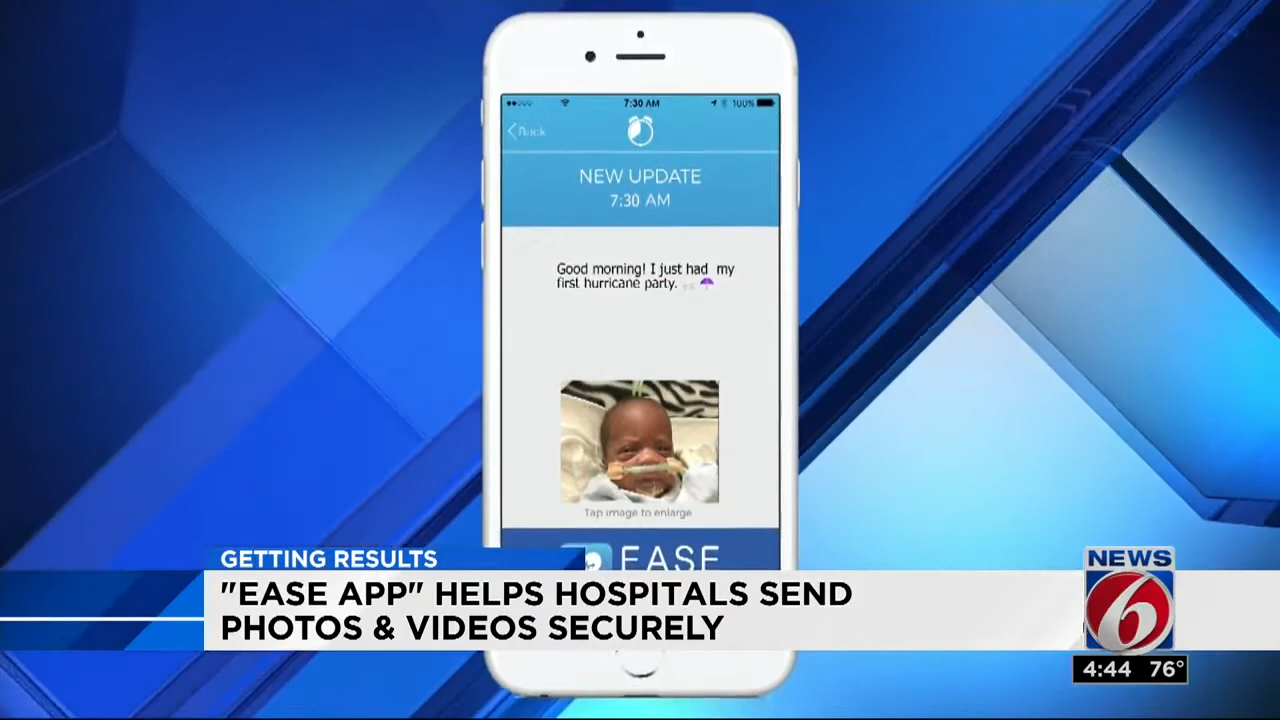 7:30 AM
100%
Back
NEW UPDATE
7:30 AM
Good morning! I just had my
first hurricane party.
Tap image to enlarge
EASE
GETTING RESULTS
"EASE APP" HELPS HOSPITALS SEND
PHOTOS & VIDEOS SECURELY
NEWS
6
4:44 76°